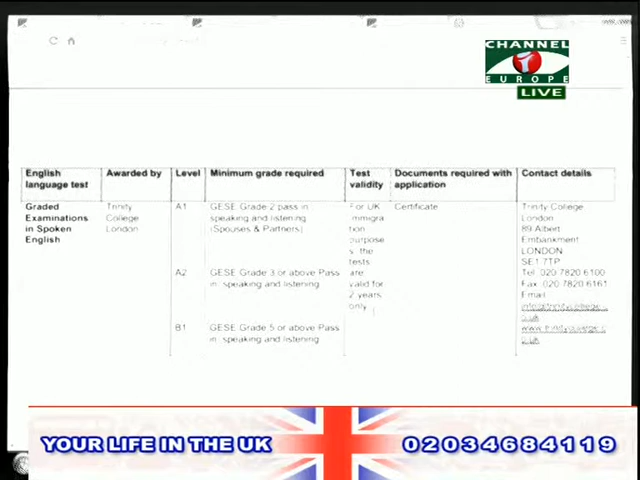 CHANNEL
i
EUROPE
LIVE
English language test
Awarded by
Level
Minimum grade required
Test validity
Documents required with application
Contact details
Graded
Examinations
in Spoken
English
Trinity
College
London
A1
GESE Grade 2 pass in
speaking and listening
(Spouses & Partners)
A2
GESE Grade 3 or above Pass
in speaking and listening
B1
GESE Grade 5 or above Pass
in speaking and listening
For UK
immigra
tion
purpose
s the
tests
are
valid for
2 years
only
Certificate
Trinity College
London
89 Albert
Embankment
LONDON
SE1 7TP
Tel: 020 7820 6100
Fax: 020 7820 6161
Email
YOUR LIFE IN THE UK
02034684119